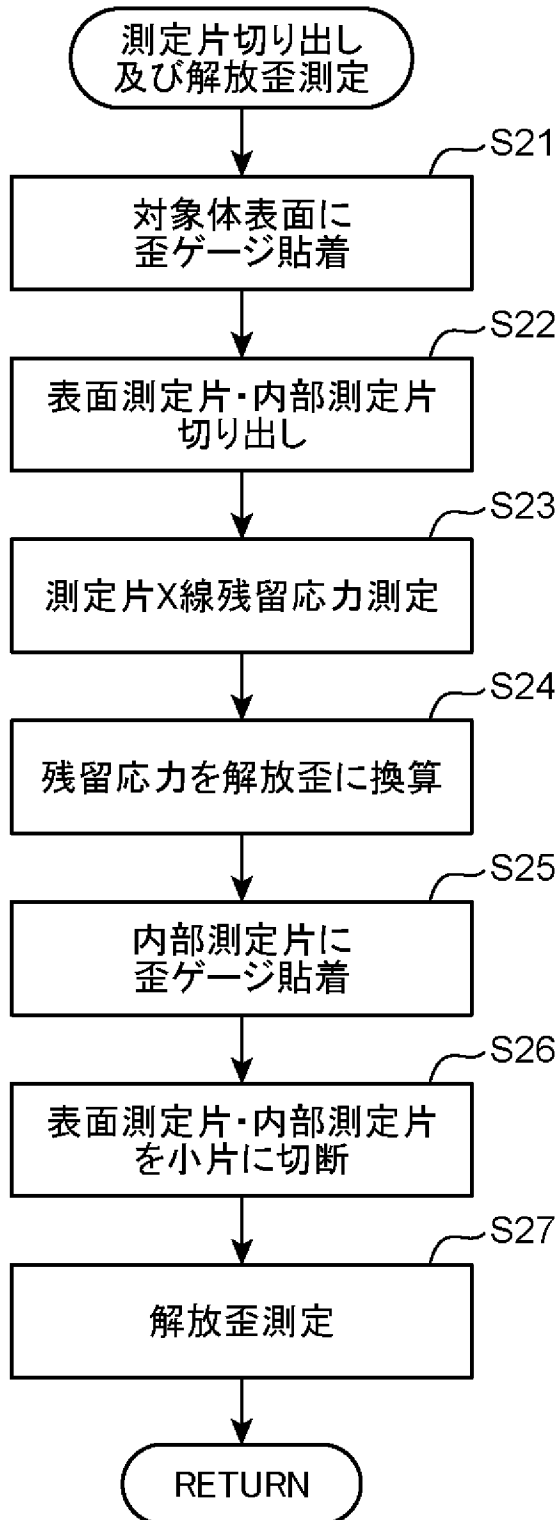 測定片切り出し
及び解放歪測定
S21
対象体表面に
歪ゲージ貼着
S22
表面測定片・内部測定片
切り出し
S23
測定片X線残留応力測定
S24
残留応力を解放歪に換算
S25
内部測定片に
歪ゲージ貼着
S26
表面測定片・内部測定片
を小片に切断
S27
解放歪測定
RETURN